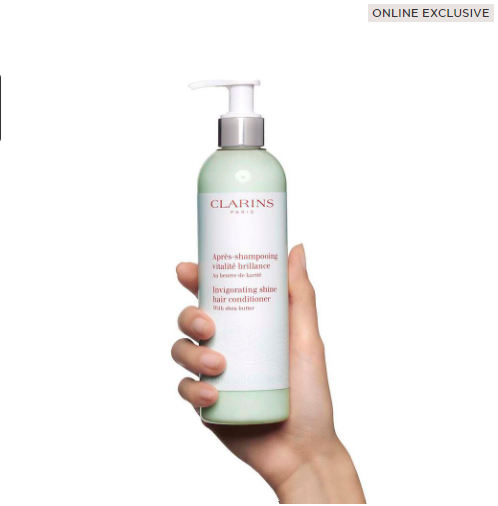 ONLINE EXCLUSIVE
CLARINS
PARIS
Après-shampooing
vitalité brillance
Au beurre de karité
Invigorating shine
hair conditioner
With shea butter